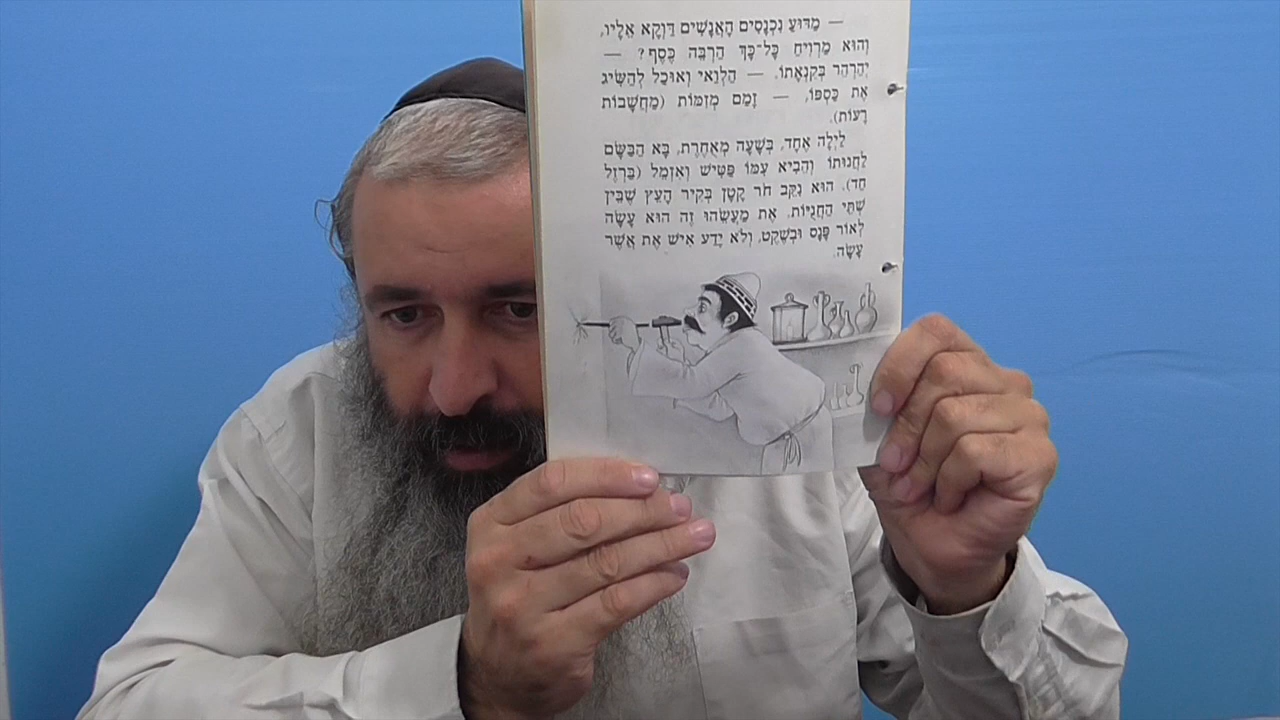 — מַדּוּעַ נִכְנָסִים הָאֲנָשִׁים דַּוְקָא אֵלָיו,
וְהוּא מַרְוִיחַ כָּל־כָּךְ הַרְבֵּה כֶּסֶף? —
יְהַרְהֵר בְּקִנְאָתוֹ. — הַלְוַאי וְאוּכַל לְהַשִּׂיג
אֶת כַּסְפּוֹ, — זָמַם מְזִמּוֹת (מַחֲשָׁבוֹת
רָעוֹת).
לַיְלָה אֶחָד, בְּשָׁעָה מְאֻחֶרֶת, בָּא הַבַּשָּׂם
לַחֲנוּתוֹ וְהֵבִיא עִמּוֹ פַּטִּישׁ וְאִזְמֵל (בַּרְזֶל
חַד). הוּא נִקֵּב חֹר קָטָן בְּקִיר הָעֵץ שֶׁבֵּין
שְׁתֵּי הַחֲנֻיּוֹת. אֶת מַעֲשֵׂהוּ זֶה הוּא עָשָׂה
לְאוֹר פָּנָס וּבְשֶׁקֶט, וְלֹא יָדַע אִישׁ אֶת אֲשֶׁר
עָשָׂה.